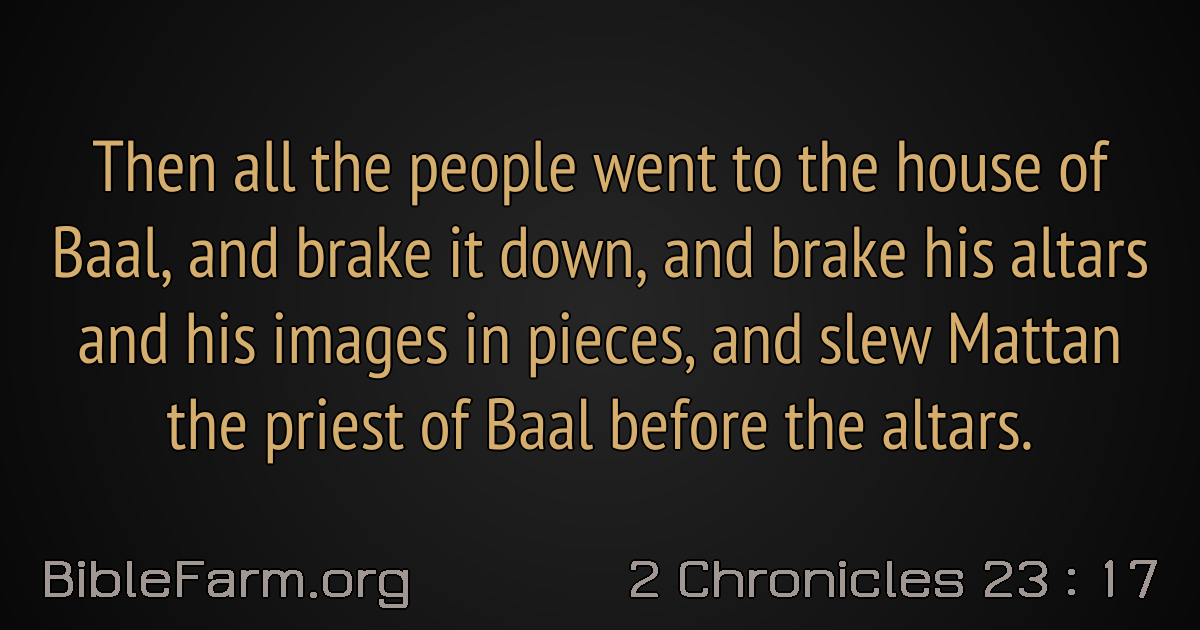 Then all the people went to the house of
Baal, and brake it down, and brake his altars
and his images in pieces, and slew Mattan
the priest of Baal before the altars.
BibleFarm.org
2 Chronicles 23 : 17